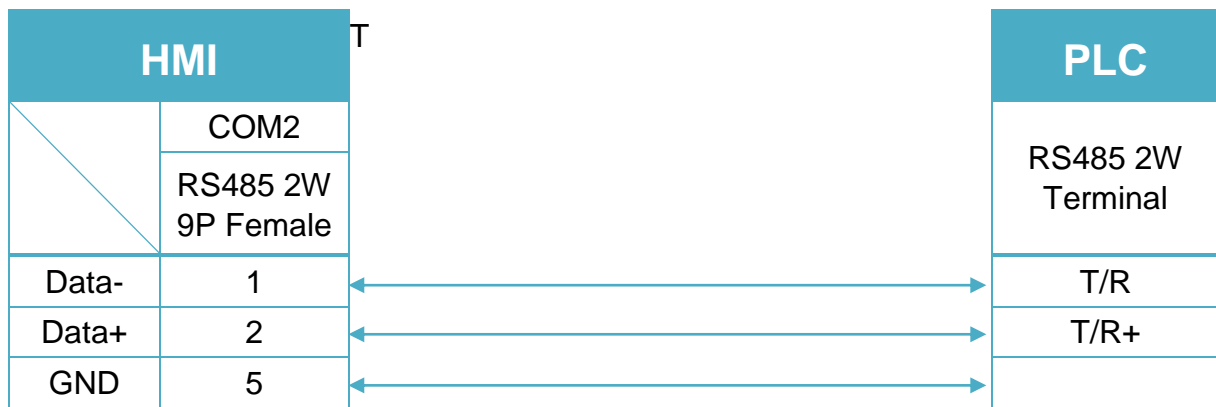 HMI
T
PLC
COM2
RS485 2W
9P Female
RS485 2W
Terminal
Data- 1 T/R
Data+ 2 T/R+
GND 5